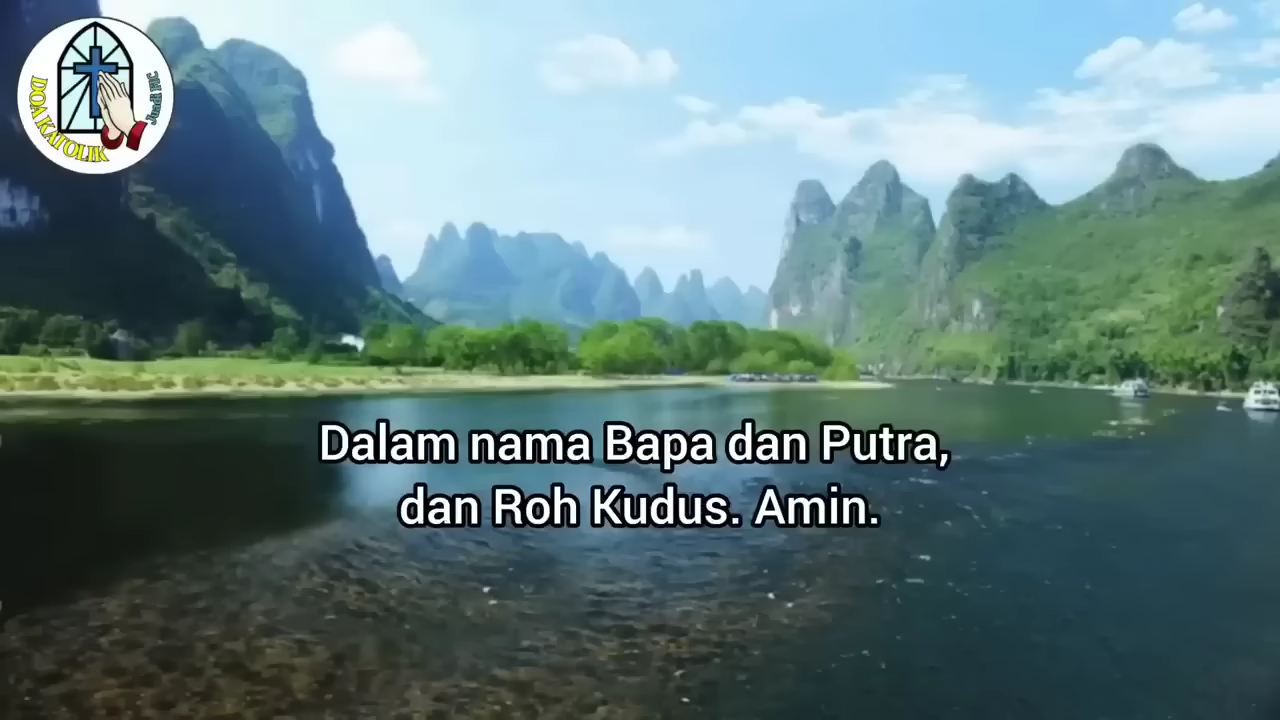 DOA KATOLIK
Dalam nama Bapa dan Putra,
dan Roh Kudus. Amin.